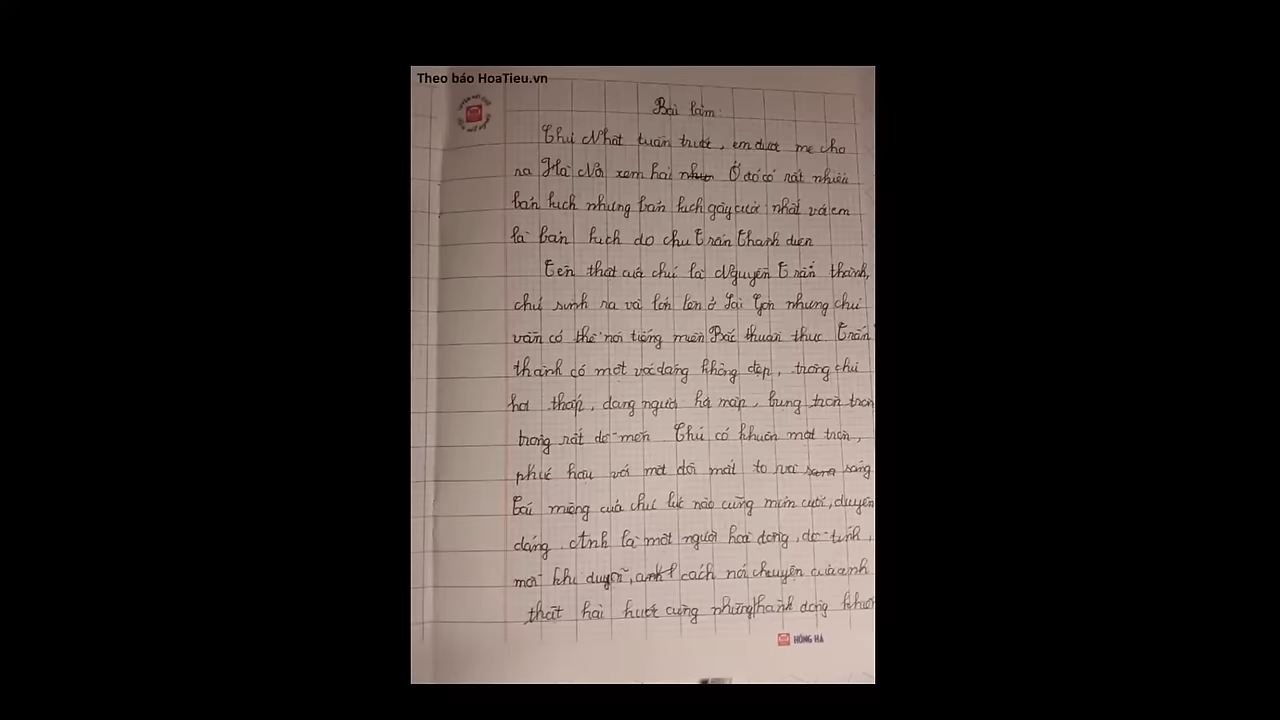 Theo báo HoaTieu.vn
Bài làm
Chủ Nhật tuần trước, em được mẹ cho
ra Hà Nội xem hài Ở đó có rất nhiều
bản kịch nhưng bản kịch gây cười nhất với em
là bản kịch do chú Trấn Thành diễn
Tên thật của chú là Nguyễn Trấn thành,
chú sinh ra và lớn lên ở Sài Gòn nhưng chú
vẫn có thể nói tiếng miền Bắc thuần thục Trấn
thành có một vóc dáng không đẹp, trông chú
hơi thấp, dáng người hơi mập, bụng tròn tròn
trông rất dễ mến Chú có khuôn mặt tròn,
phúc hậu với một đôi mắt to và sáng
Cái miệng của chú lúc nào cũng mỉm cười, duyên
dáng. Anh là một người hoạt động, dễ tính,
mỗi khi duyễn, cách nói chuyện của anh
thật hài hước cùng những hành động
HỒNG HÀ